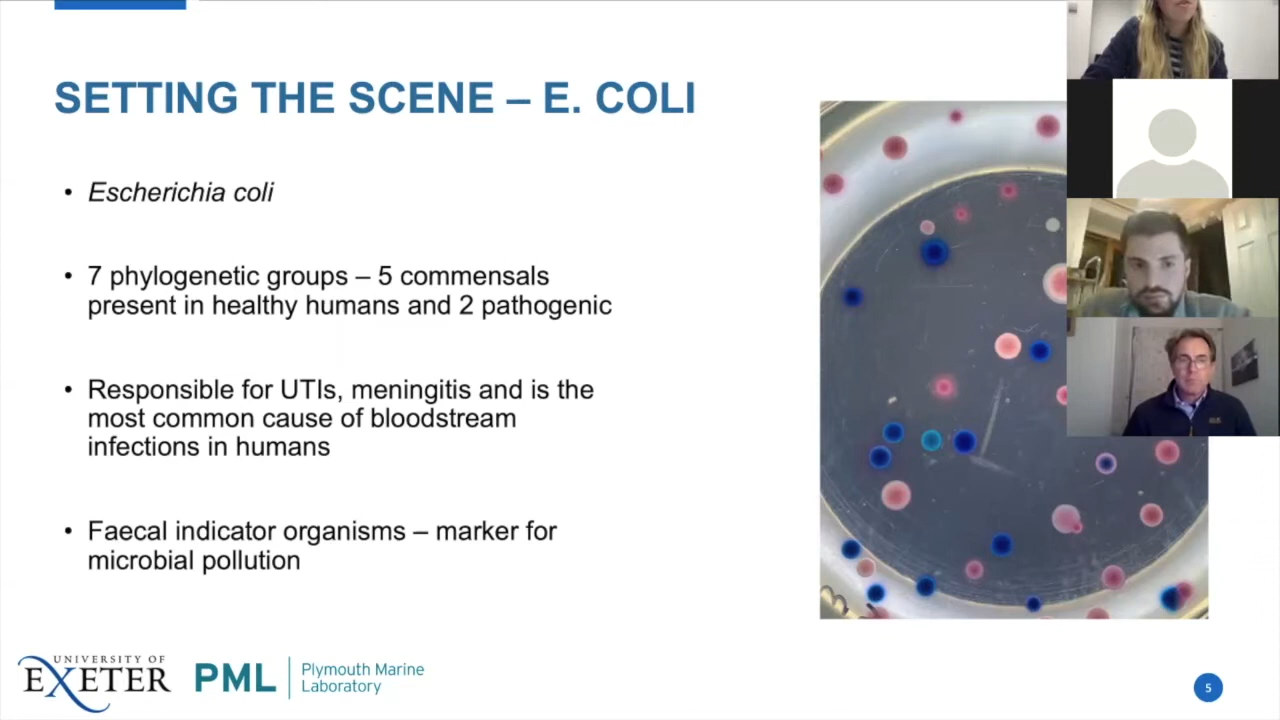 SETTING THE SCENE – E. COLI
• Escherichia coli
• 7 phylogenetic groups – 5 commensals
present in healthy humans and 2 pathogenic
• Responsible for UTIs, meningitis and is the
most common cause of bloodstream
infections in humans
• Faecal indicator organisms – marker for
microbial pollution
UNIVERSITY OF
EXETER
PML
Plymouth Marine
Laboratory
5